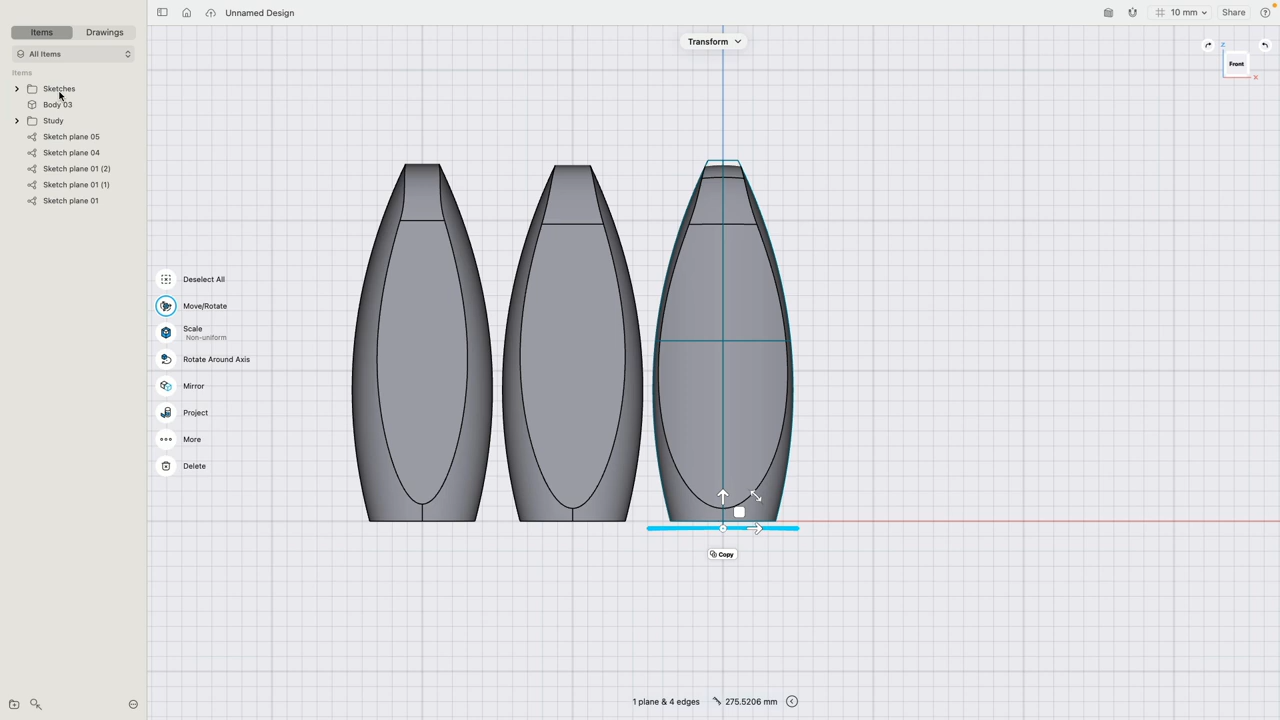 Unnamed Design
10 mm
Share
Items
Drawings
All Items
Items
Sketches
Body 03
Study
Sketch plane 05
Sketch plane 04
Sketch plane 01 (2)
Sketch plane 01 (1)
Sketch plane 01
Transform
Z
Front
X
Deselect All
Move/Rotate
Scale
Non-uniform
Rotate Around Axis
Mirror
Project
More
Delete
Copy
1 plane & 4 edges
275.5206 mm